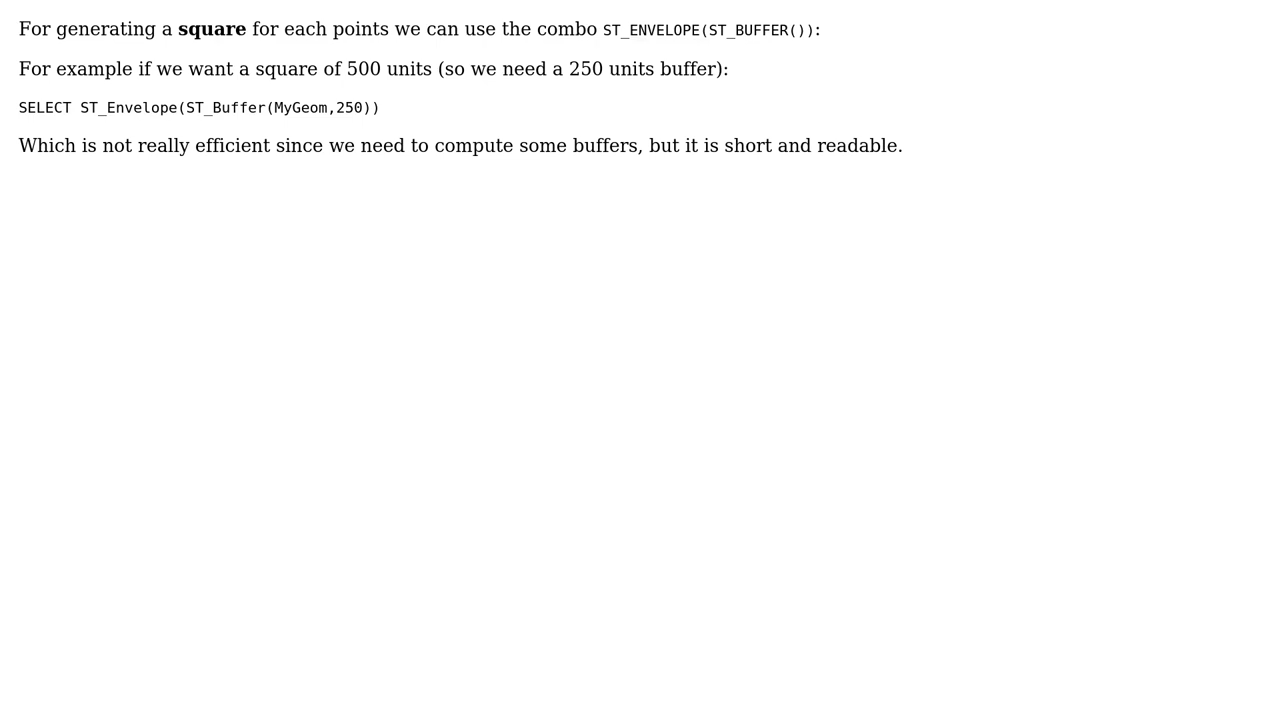 For generating a square for each points we can use the combo ST_ENVELOPE(ST_BUFFER()):
For example if we want a square of 500 units (so we need a 250 units buffer):
SELECT ST_Envelope(ST_Buffer(MyGeom,250))
Which is not really efficient since we need to compute some buffers, but it is short and readable.